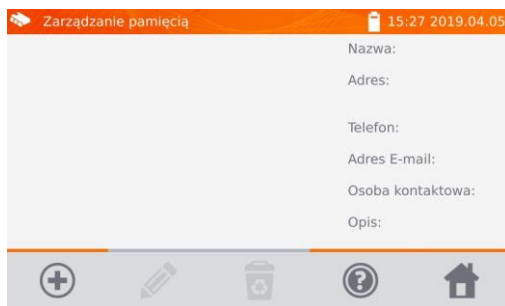 Zarządzanie pamięcią 15:27 2019.04.05
Nazwa:
Adres:
Telefon:
Adres E-mail:
Osoba kontaktowa:
Opis: